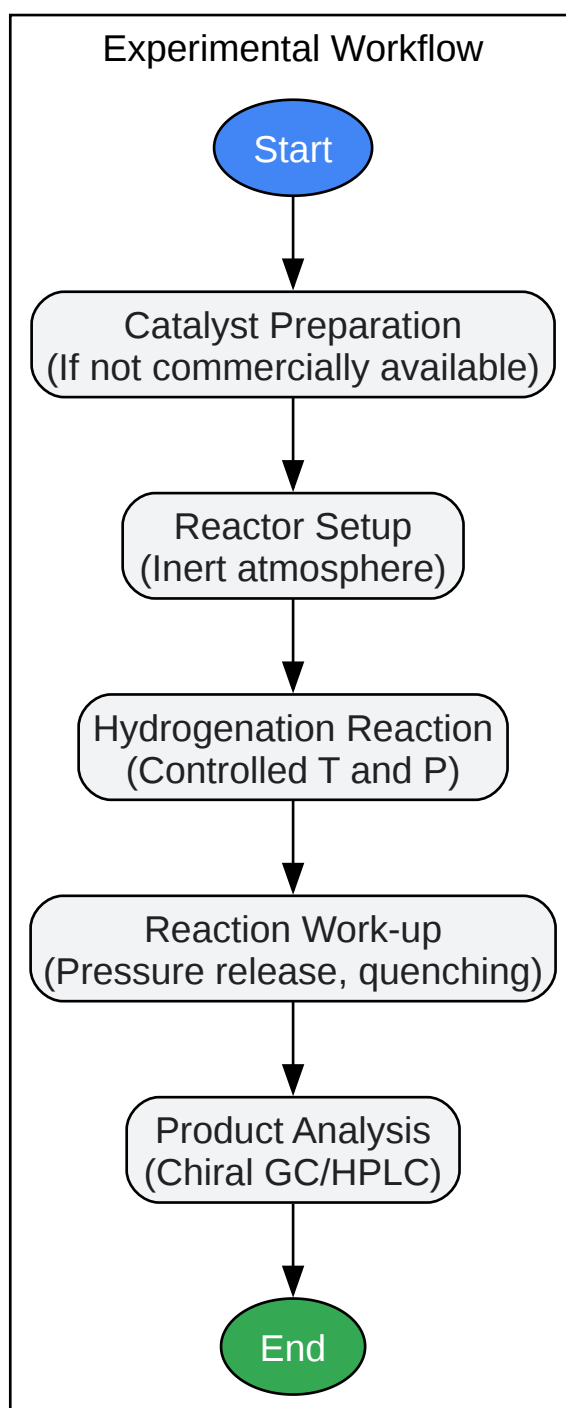 Experimental Workflow
Start
Catalyst Preparation
(If not commercially available)
Reactor Setup
(Inert atmosphere)
Hydrogenation Reaction
(Controlled T and P)
Reaction Work-up
(Pressure release, quenching)
Product Analysis
(Chiral GC/HPLC)
End